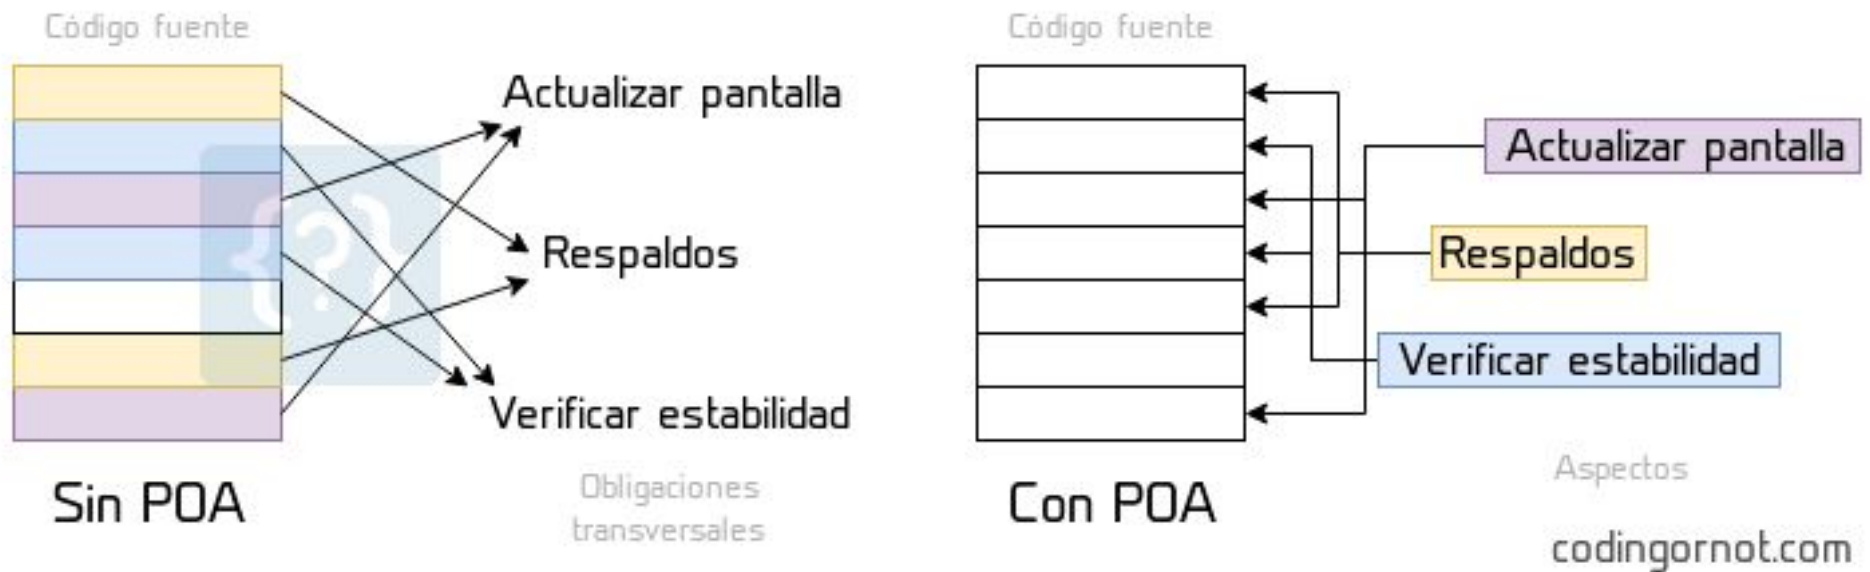 Código fuente
Actualizar pantalla
Respaldos
Verificar estabilidad
Sin POA
Obligaciones
transversales
{?}
Código fuente
Actualizar pantalla
Respaldos
Verificar estabilidad
Con POA
Aspectos
codingornot.com